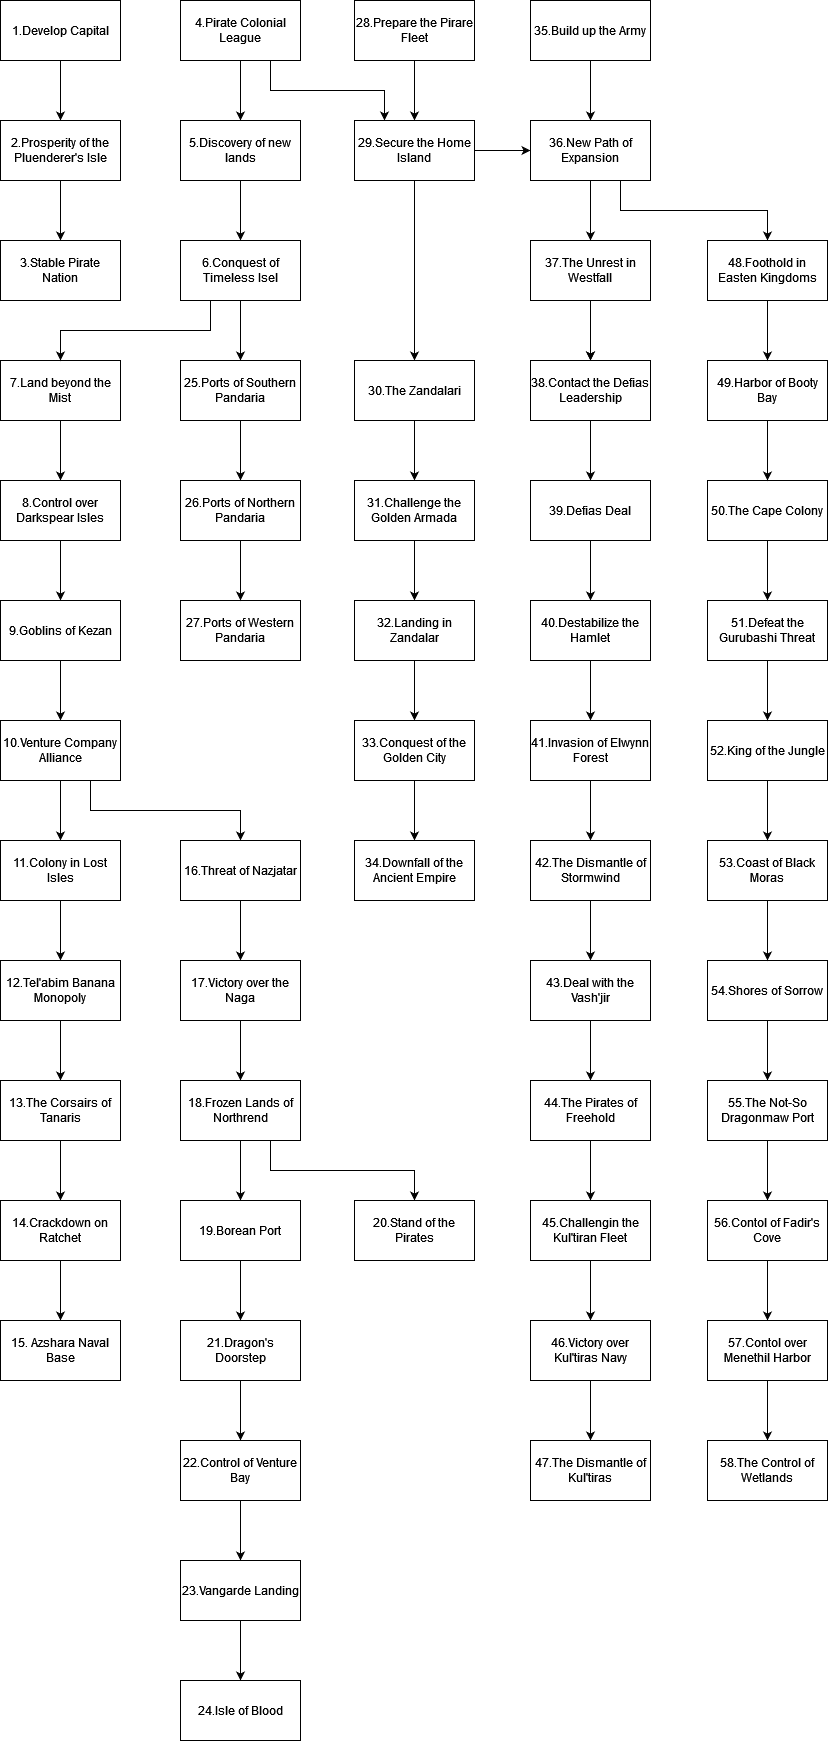 1.Develop Capital
4.Pirate Colonial
League
28.Prepare the Pirare
Fleet
35.Build up the Army
2.Prosperity of the
Pluenderer's Isle
5.Discovery of new
lands
29.Secure the Home
Island
36.New Path of
Expansion
3.Stable Pirate
Nation
6.Conquest of
Timeless Isel
37.The Unrest in
Westfall
48.Foothold in
Easten Kingdoms
7.Land beyond the
Mist
25.Ports of Southern
Pandaria
30.The Zandalari
38.Contact the Defias
Leadership
49.Harbor of Booty
Bay
8.Control over
Darkspear Isles
26.Ports of Northern
Pandaria
31.Challenge the
Golden Armada
39.Defias Deal
50.The Cape Colony
9.Goblins of Kezan
27.Ports of Western
Pandaria
32.Landing in
Zandalar
40.Destabilize the
Hamlet
51.Defeat the
Gurubashi Threat
10.Venture Company
Alliance
33.Conquest of the
Golden City
41.Invasion of Elwynn
Forest
52.King of the Jungle
11.Colony in Lost
Isles
16.Threat of Nazjatar
34.Downfall of the
Ancient Empire
42.The Dismantle of
Stormwind
53.Coast of Black
Moras
12.Tel'abim Banana
Monopoly
17.Victory over the
Naga
43.Deal with the
Vash'jir
54.Shores of Sorrow
13.The Corsairs of
Tanaris
18.Frozen Lands of
Northrend
44.The Pirates of
Freehold
55.The Not-So
Dragonmaw Port
14.Crackdown on
Ratchet
19.Borean Port
20.Stand of the
Pirates
45.Challengin the
Kul'tiran Fleet
56.Contol of Fadir's
Cove
15. Azshara Naval
Base
21.Dragon's
Doorstep
46.Victory over
Kul'tiras Navy
57.Contol over
Menethil Harbor
22.Control of Venture
Bay
47.The Dismantle of
Kul'tiras
58.The Control of
Wetlands
23.Vangarde Landing
24.Isle of Blood